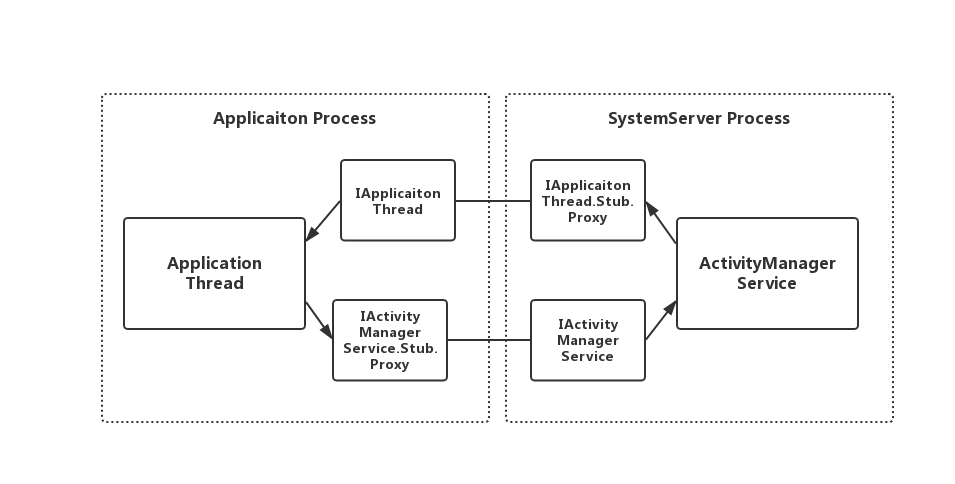 Applicaiton Process
SystemServer Process
IApplicaiton
Thread
IApplicaiton
Thread.Stub.
Proxy
Application
Thread
ActivityManager
Service
IActivity
Manager
Service.Stub.
Proxy
IActivity
Manager
Service